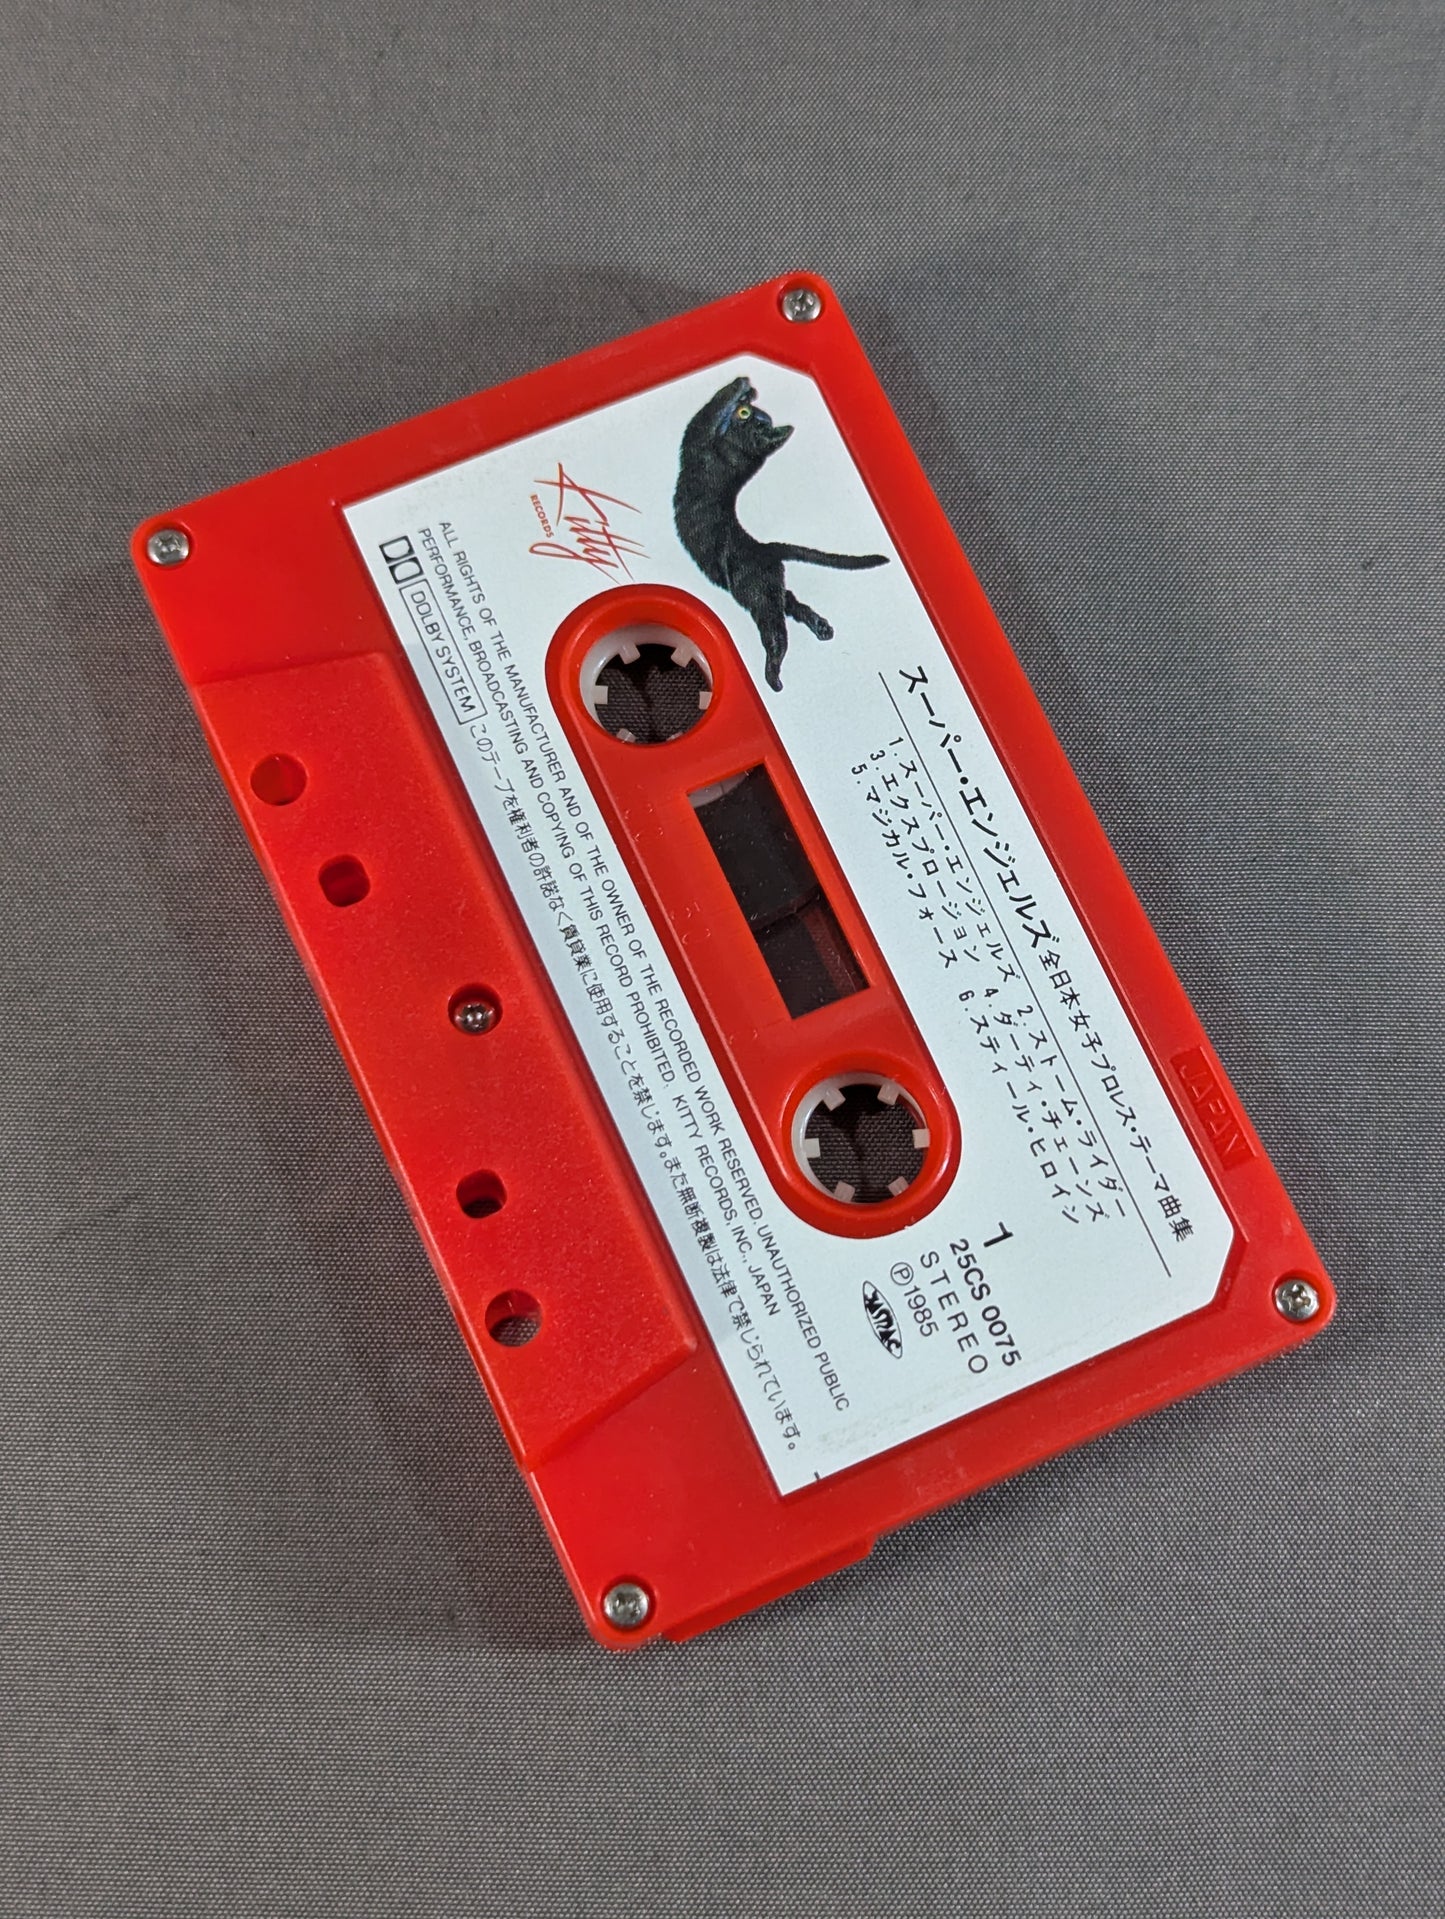 Kitty
RECORDS
スーパー・エンジェルズ 全日本女子プロレス・テーマ曲集
1. スーパー・エンジェルズ 2. ストーム・ライダー
3. エクスプロージョン 4. ダーティ・チェーンズ
5. マジカル・フォース 6. スティール・ヒロイン
1
25CS 0075
STEREO
Ⓟ1985
JASRAC
ALL RIGHTS OF THE MANUFACTURER AND OF THE OWNER OF THE RECORDED WORK RESERVED. UNAUTHORIZED PUBLIC
PERFORMANCE, BROADCASTING AND COPYING OF THIS RECORD PROHIBITED. KITTY RECORDS, INC., JAPAN
DOLBY SYSTEM このテープを権利者の許諾なく賃貸業に使用することを禁じます。また無断複製は法律で禁じられています。
JAPAN